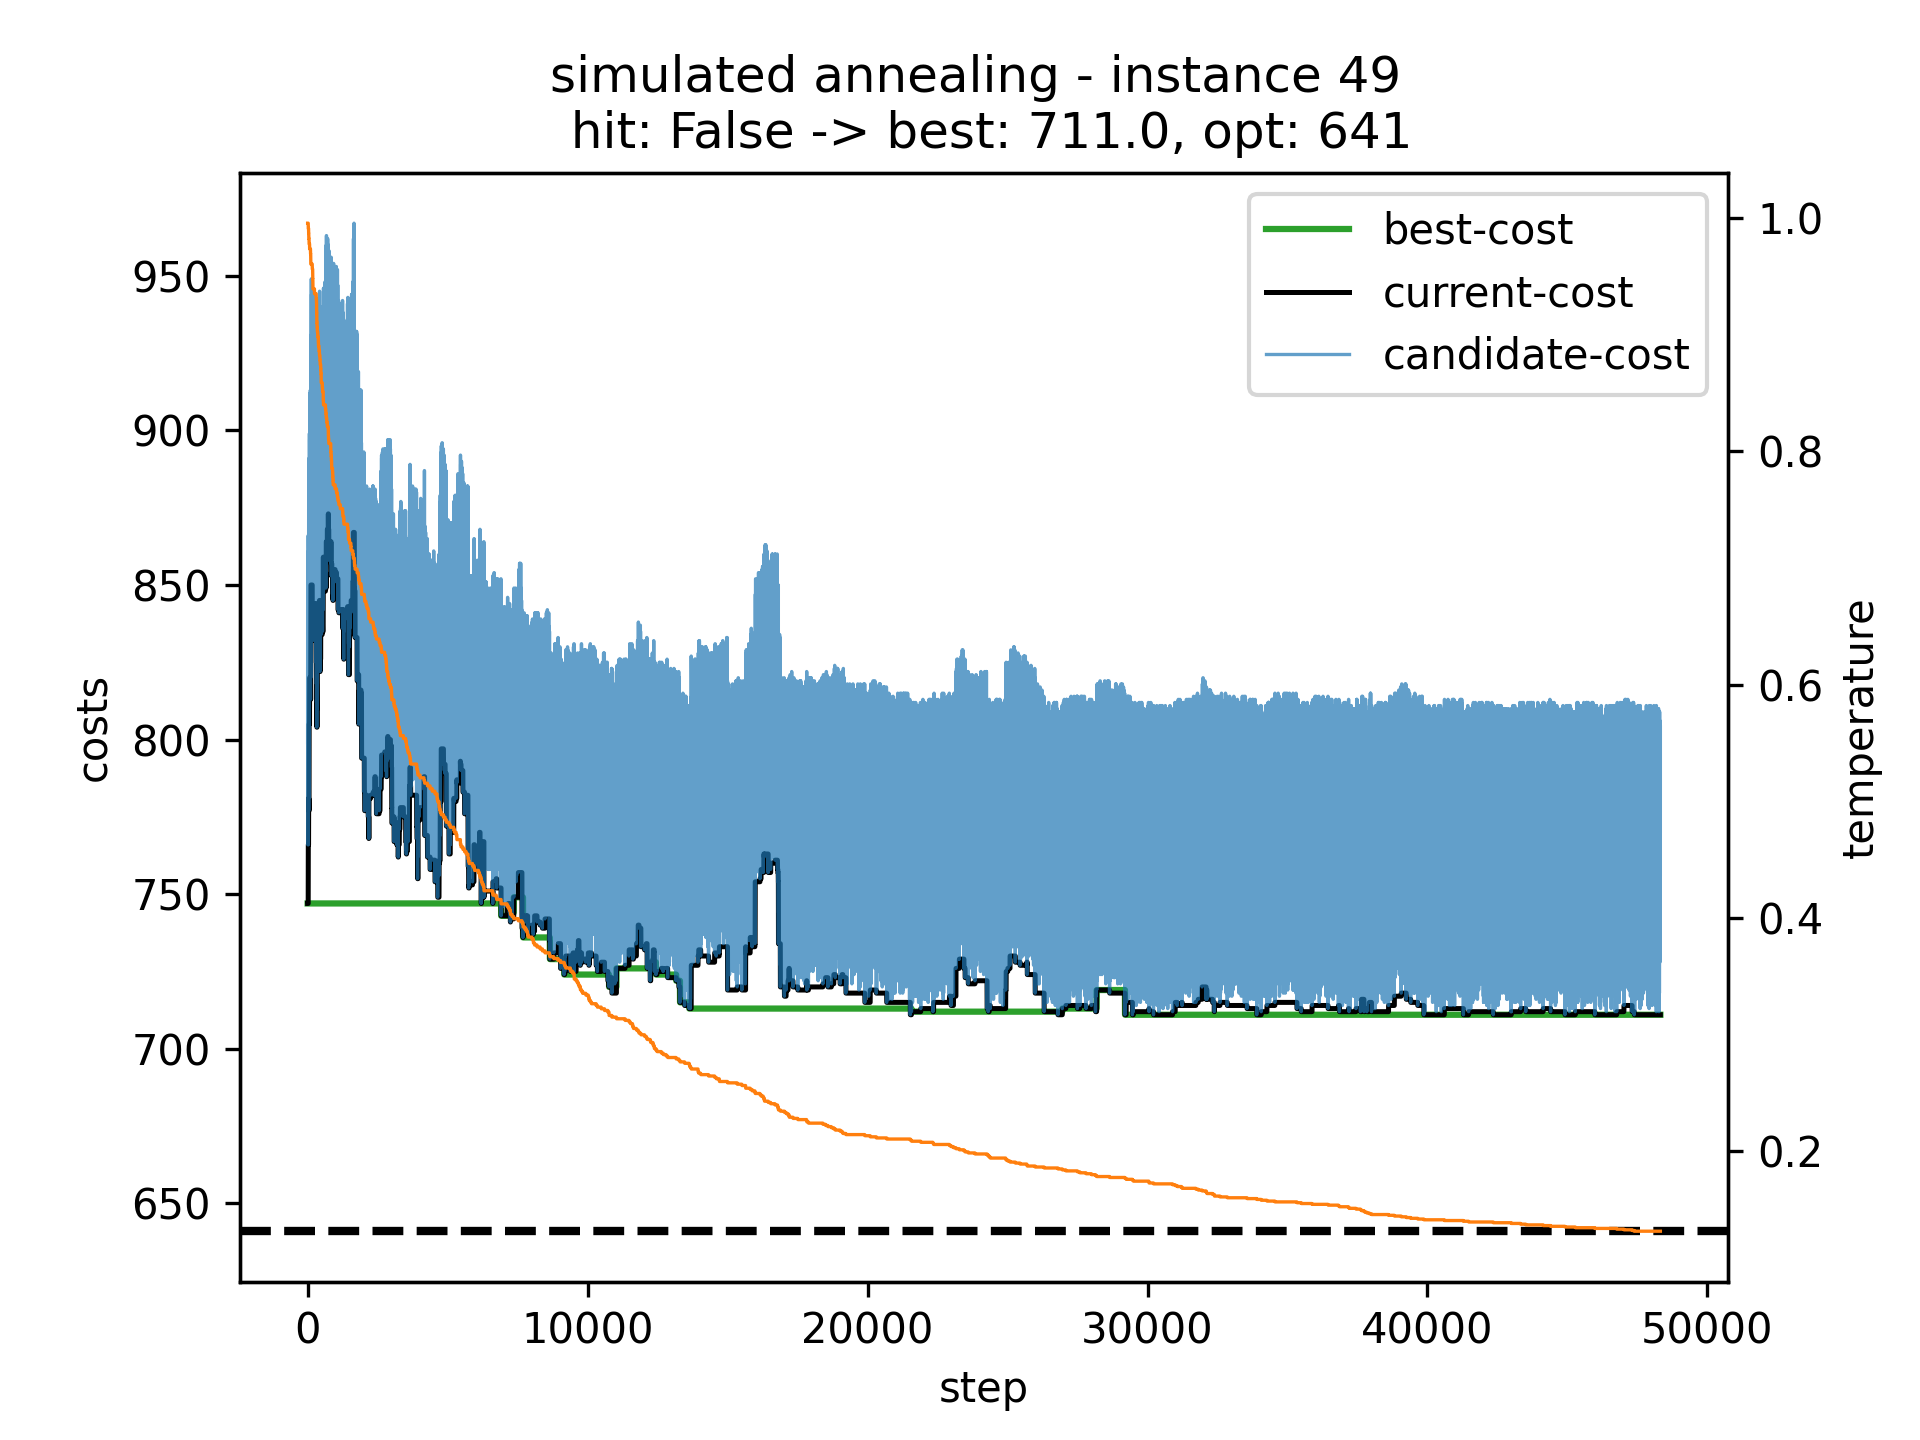 simulated annealing - instance 49
hit: False -> best: 711.0, opt: 641
best-cost
current-cost
candidate-cost
costs
950
900
850
800
750
700
650
1.0
0.8
0.6
0.4
0.2
temperature
0 10000 20000 30000 40000 50000
step